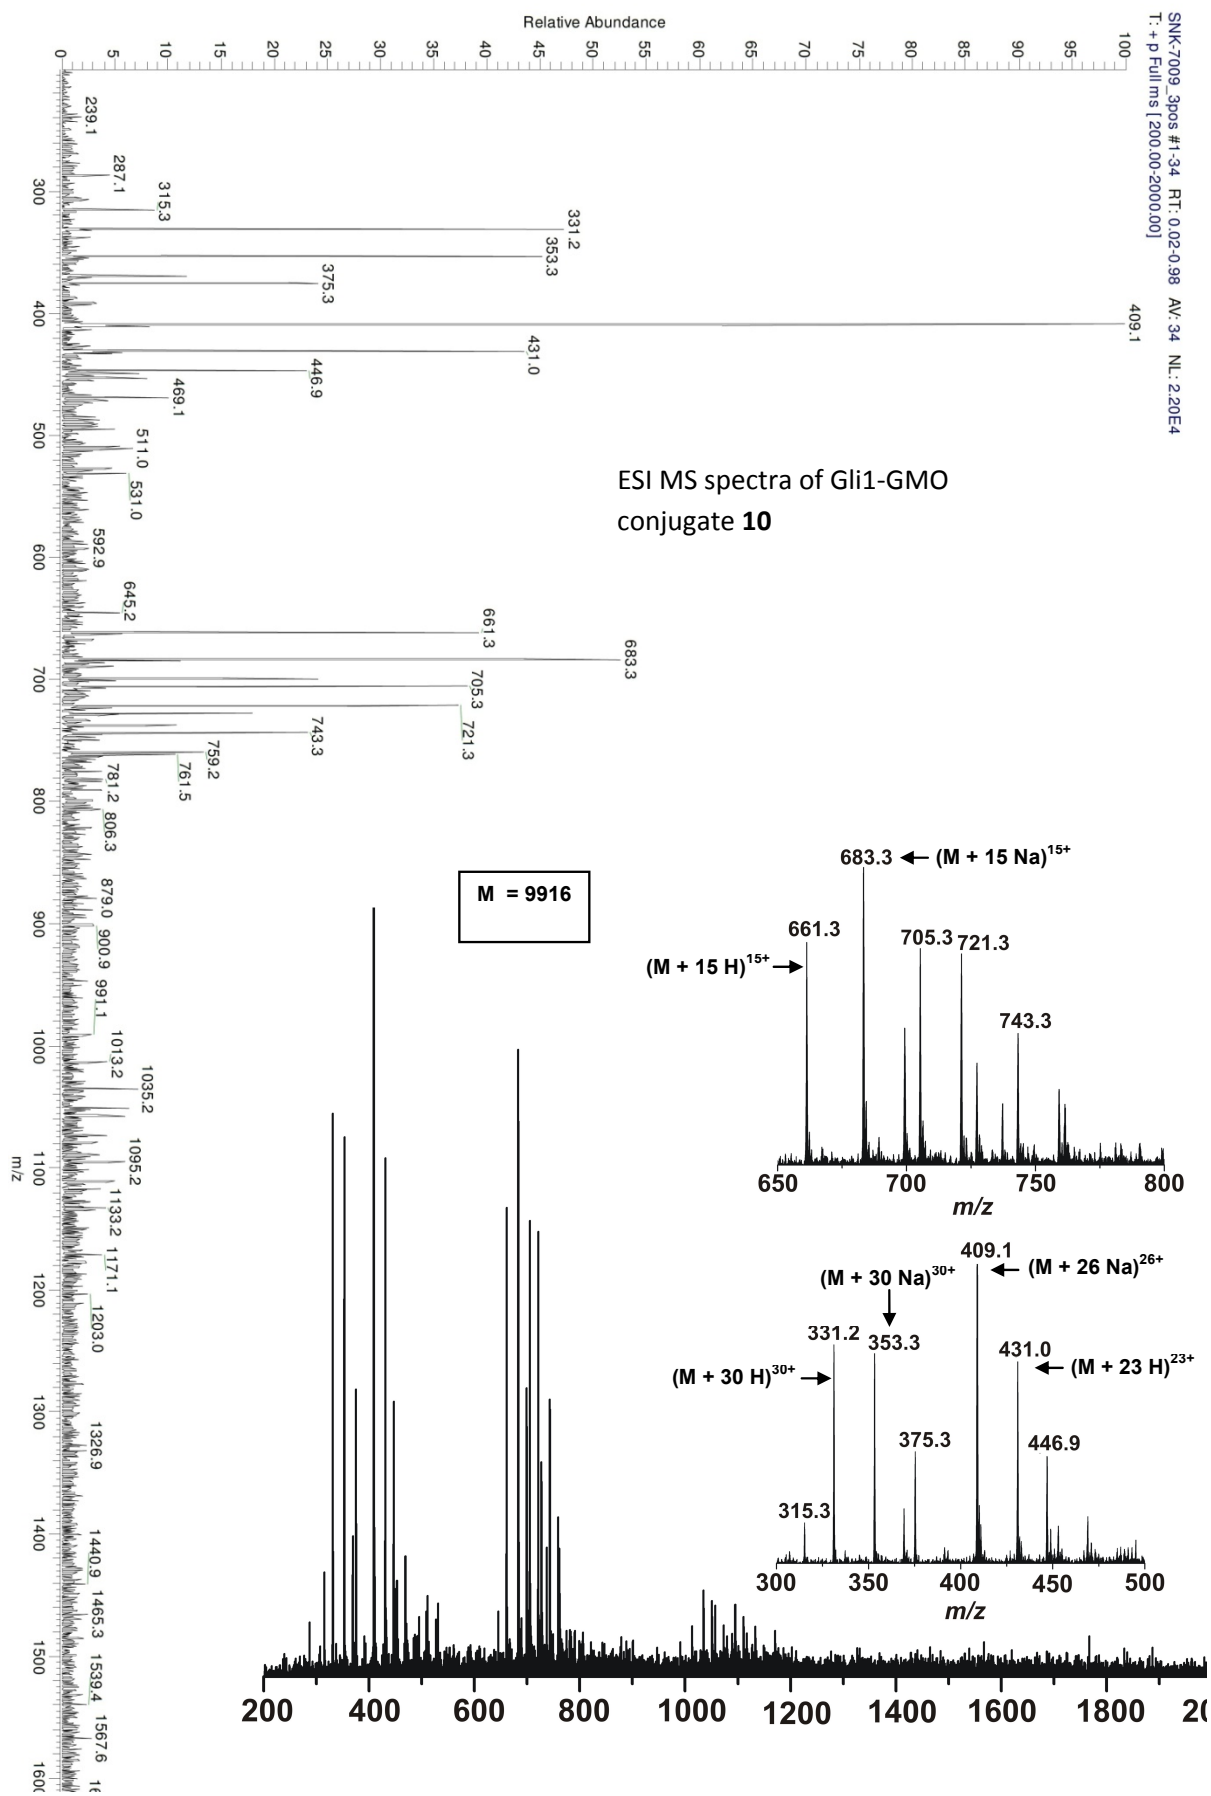 SNK-7009_3pos #1-34 RT: 0.02-0.98 AV: 34 NL: 2.20E4
T: + p Full ms [ 200.00-2000.00]
Relative Abundance
0 5 10 15 20 25 30 35 40 45 50 55 60 65 70 75 80 85 90 95 100
239.1
287.1
315.3
331.2
353.3
375.3
409.1
431.0
446.9
469.1
511.0
531.0
592.9
645.2
661.3
683.3
705.3
721.3
743.3
759.2
761.5
781.2
806.3
879.0
900.9
991.1
1013.2
1035.2
1095.2
1133.2
1171.1
1203.0
1326.9
1440.9
1465.3
1539.4
1567.6
300 400 500 600 700 800 900 1000 1100 1200 1300 1400 1500
m/z
ESI MS spectra of Gli1-GMO
conjugate 10
M = 9916
683.3 ← (M + 15 Na)15+
661.3
705.3 721.3
(M + 15 H)15+ →
743.3
650 700 750 800
m/z
409.1
← (M + 26 Na)26+
(M + 30 Na)30+
↓
331.2 353.3
431.0
← (M + 23 H)23+
(M + 30 H)30+ →
375.3 446.9
315.3
300 350 400 450 500
m/z
200 400 600 800 1000 1200 1400 1600 1800